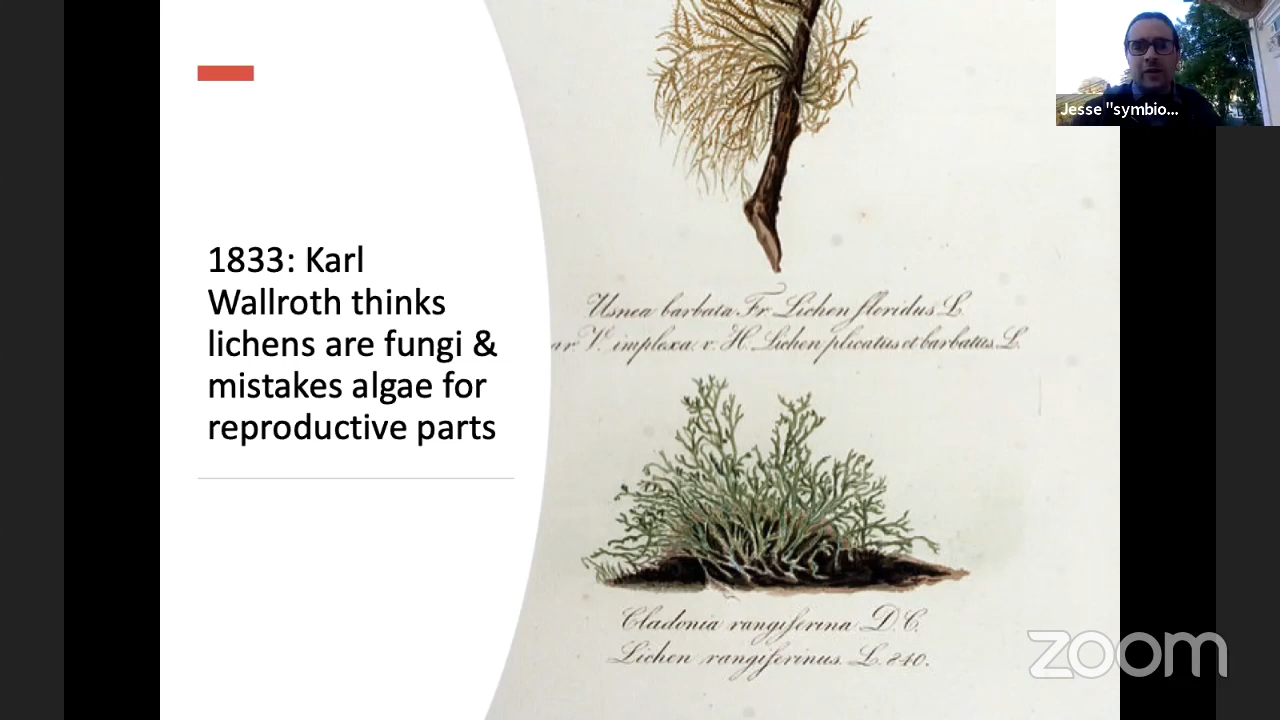 Jesse "symbio...
1833: Karl
Wallroth thinks
lichens are fungi &
mistakes algae for
reproductive parts
Usnea barbata Fr. Lichen floridus L.
ar. V. implexa. v. H. Lichen plicatus et barbatus L.
Cladonia rangiferina D.C.
Lichen rangiferinus L. 240.
zoom